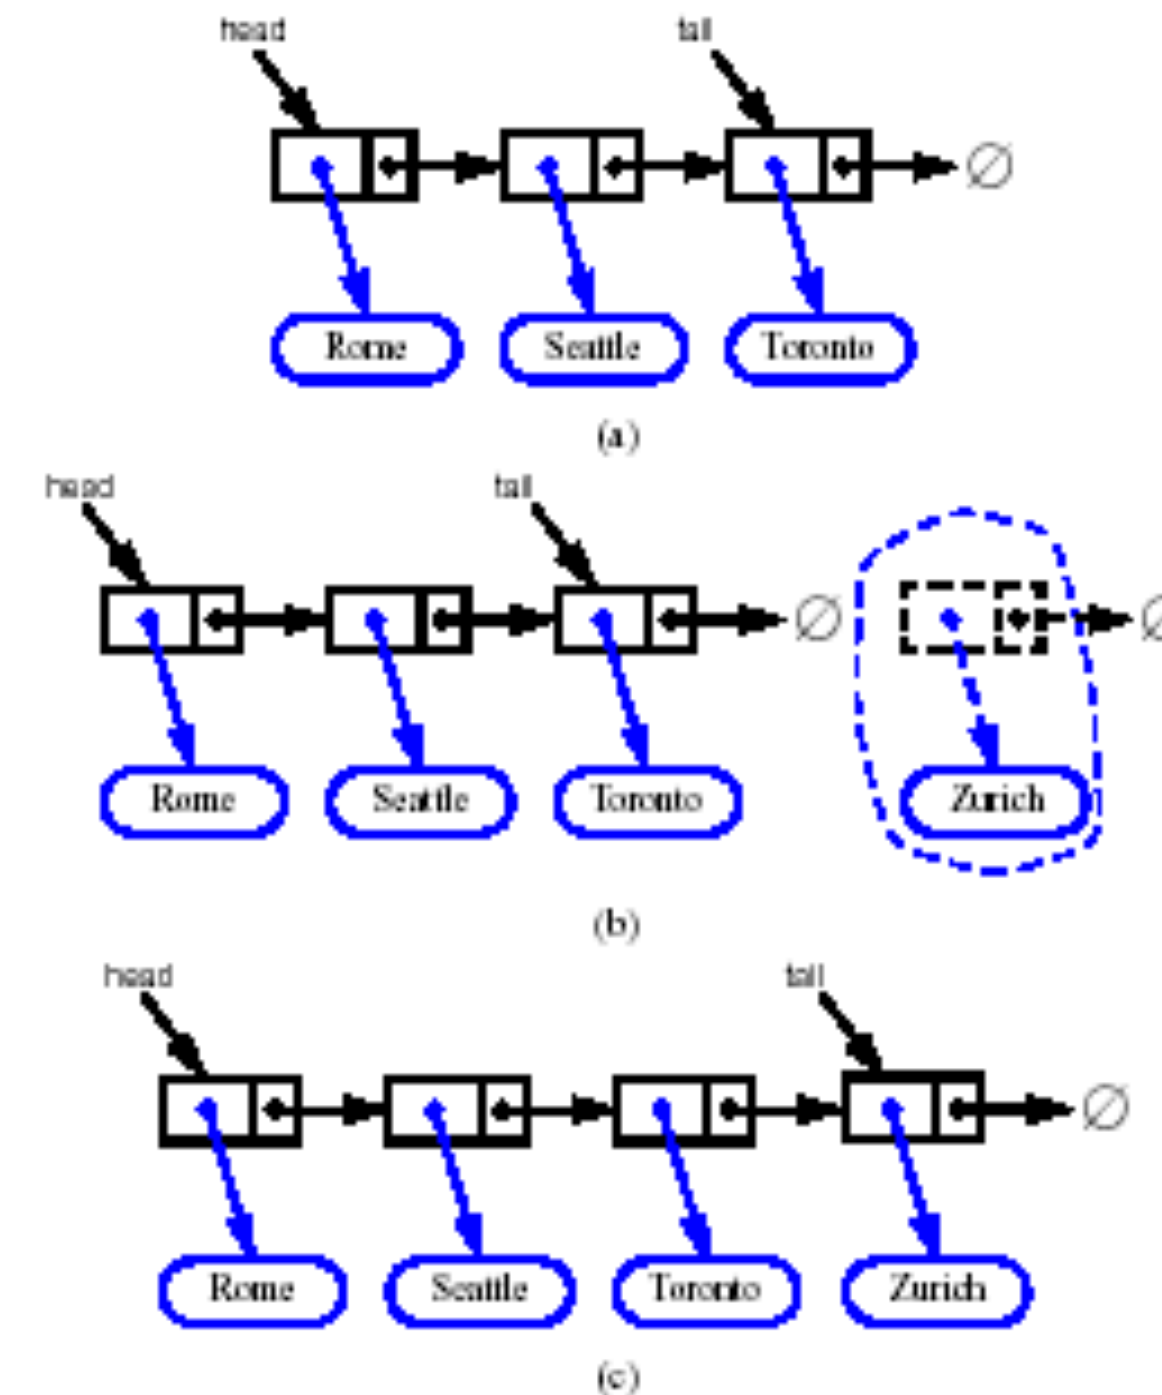 head tail
∅
Rome Seattle Toronto
(a)
head tail
∅ ∅
Rome Seattle Toronto Zurich
(b)
head tail
∅
Rome Seattle Toronto Zurich
(c)